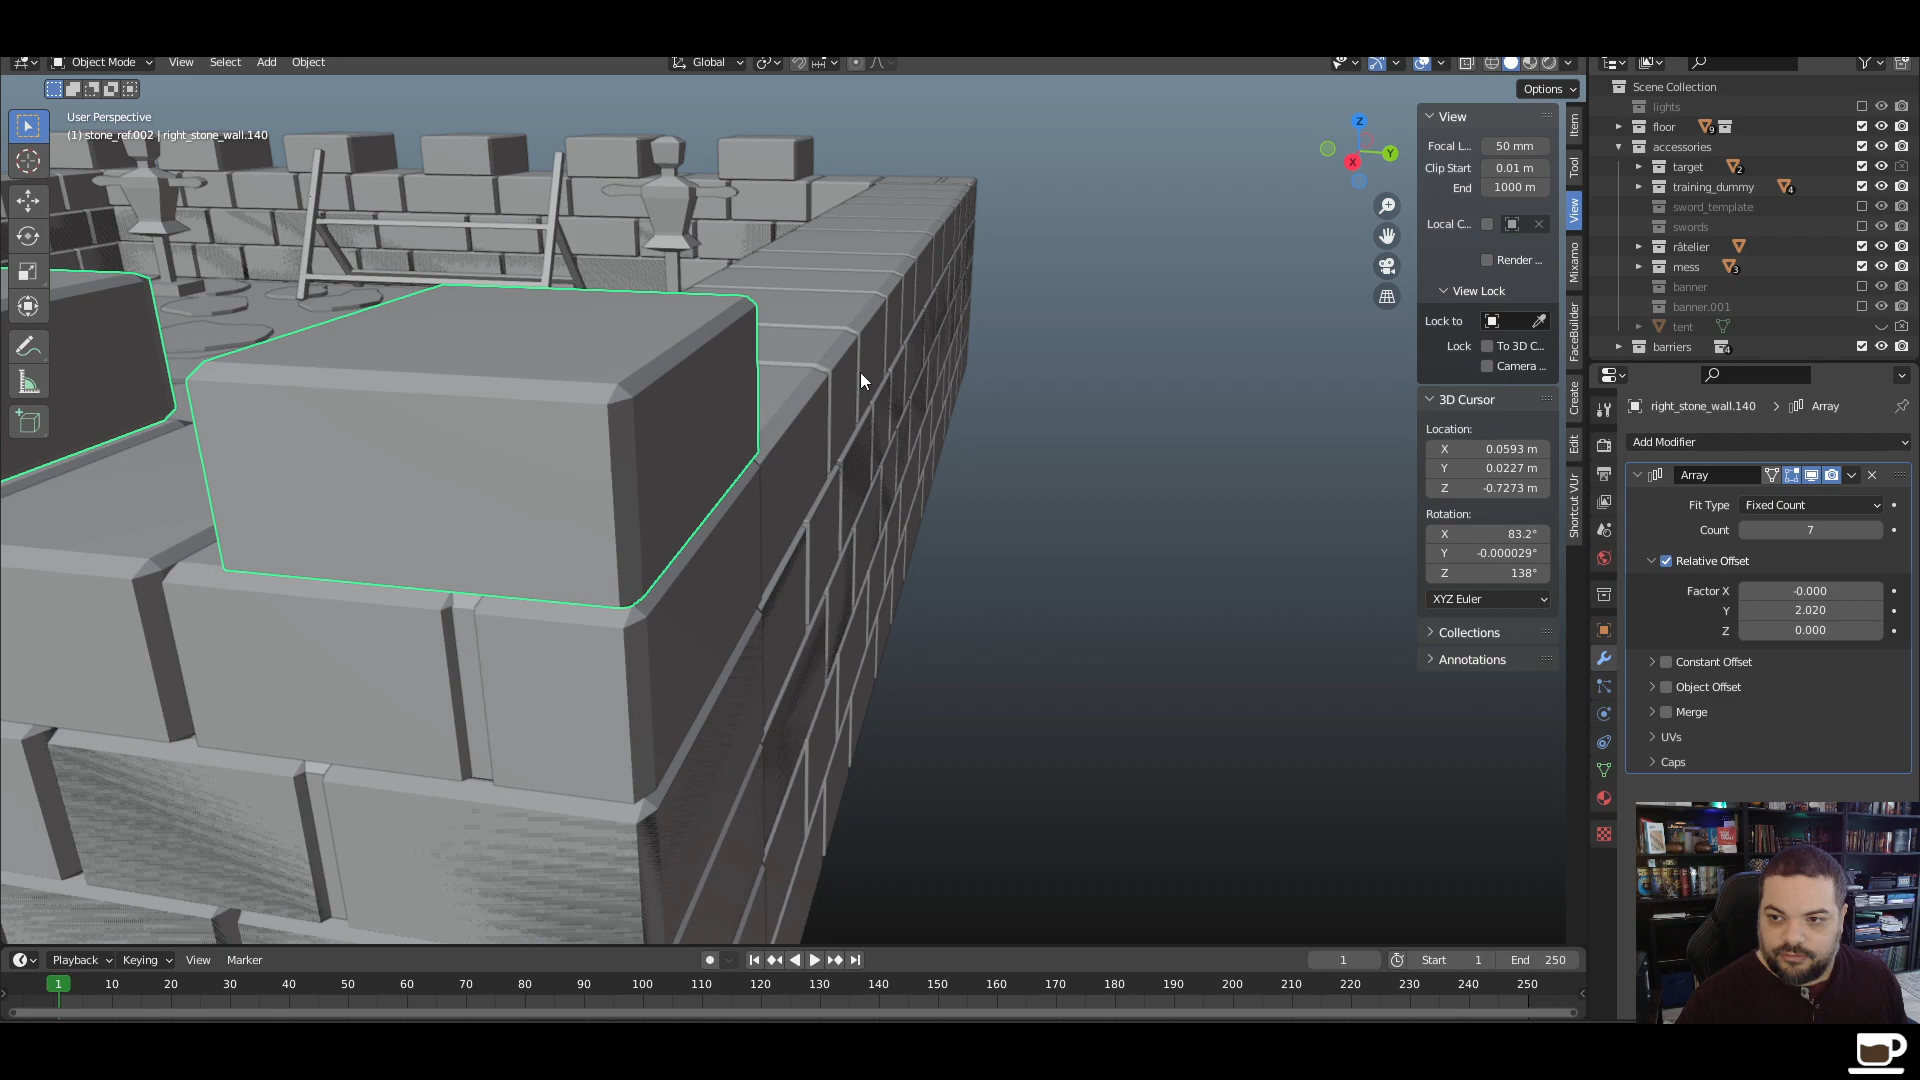 Object Mode View Select Add Object Global
Options
User Perspective
(1) stone_ref.002 | right_stone_wall.140
Z
Y
X
View
Focal L... 50 mm
Clip Start 0.01 m
End 1000 m
Local C...
Render ...
View Lock
Lock to
Lock To 3D C...
Camera ...
3D Cursor
Location:
X 0.0593 m
Y 0.0227 m
Z -0.7273 m
Rotation:
X 83.2°
Y -0.000029°
Z 138°
XYZ Euler
Collections
Annotations
Item
Tool
View
Mixamo
FaceBuilder
Create
Edit
Shortcut VUr
Scene Collection
lights
floor 9
accessories
target 2
training_dummy 4
sword_template
swords
râtelier
mess 3
banner
banner.001
tent
barriers 4
right_stone_wall.140 > Array
Add Modifier
Array
Fit Type Fixed Count
Count 7
Relative Offset
Factor X -0.000
Y 2.020
Z 0.000
Constant Offset
Object Offset
Merge
UVs
Caps
Playback Keying View Marker 1 Start 1 End 250
1 10 20 30 40 50 60 70 80 90 100 110 120 130 140 150 160 170 180 190 200 210 220 230 240 250